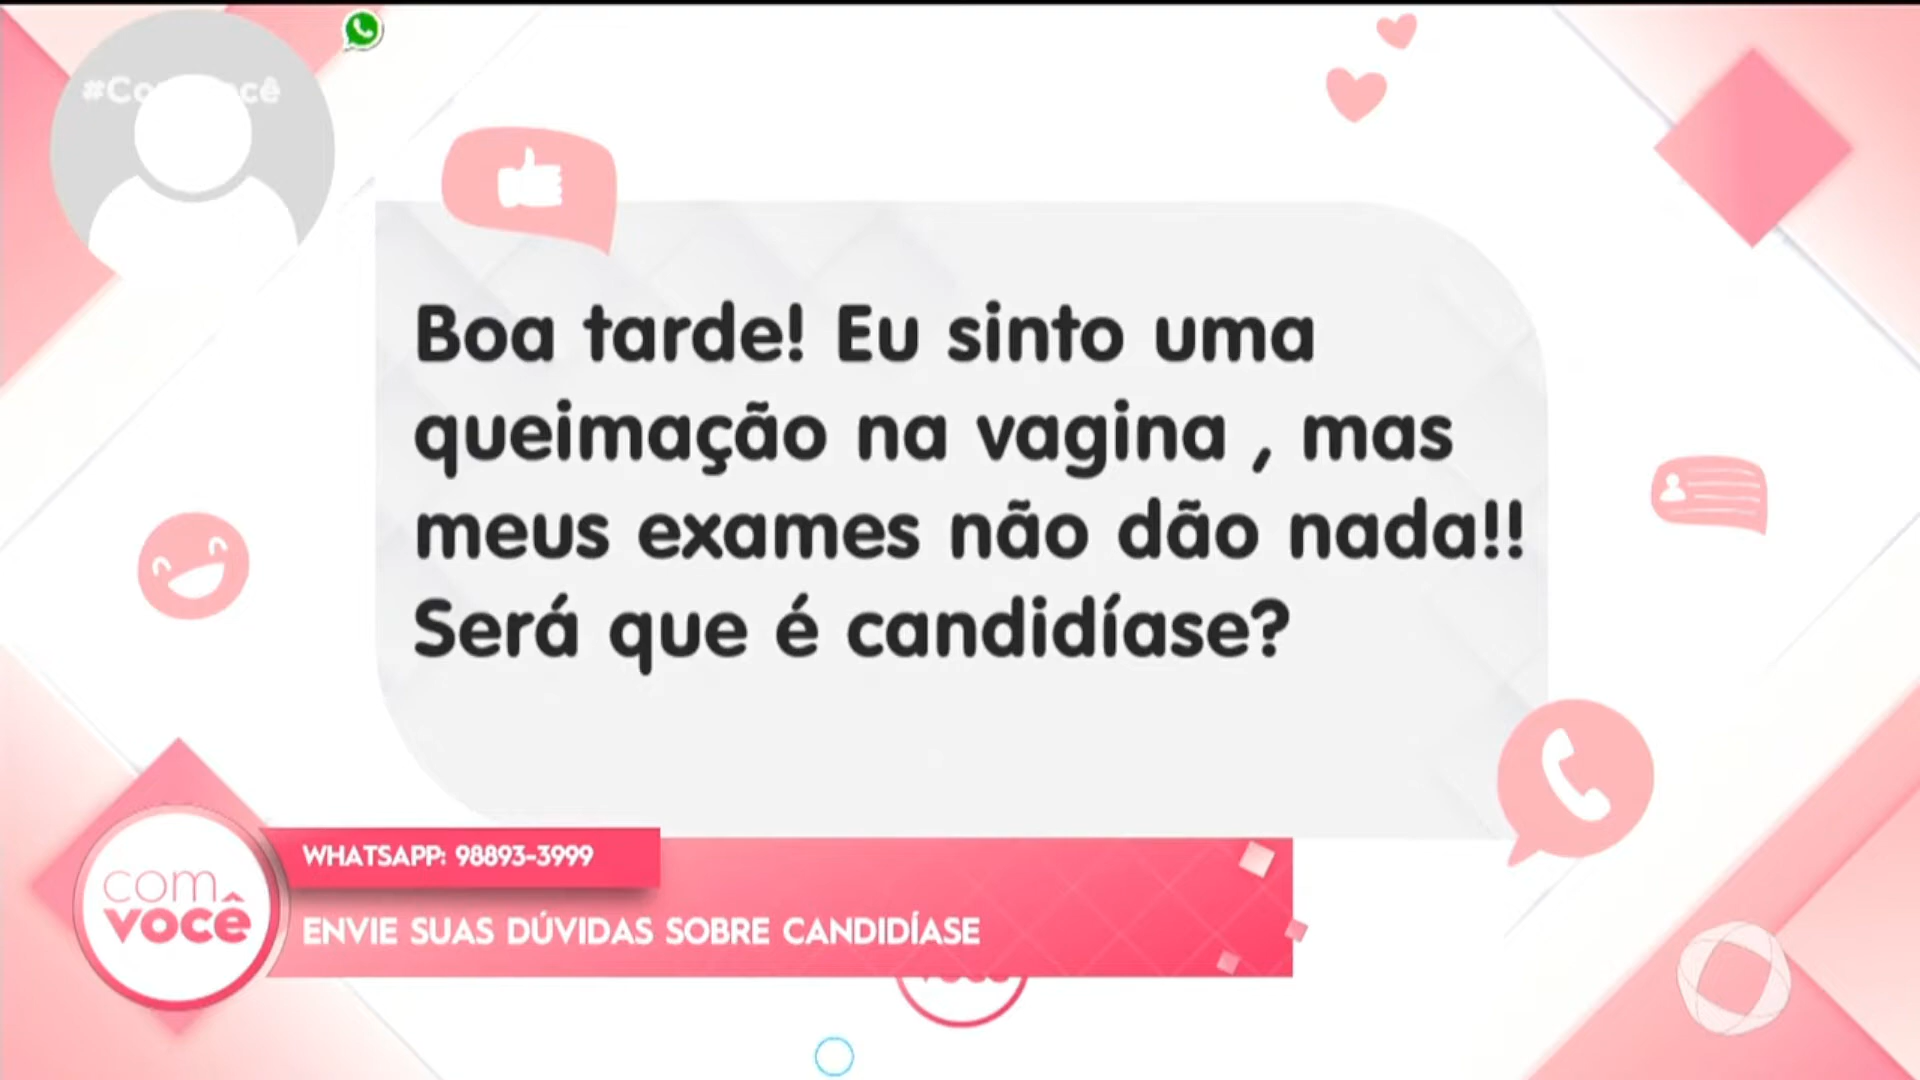 Boa tarde! Eu sinto uma
queimação na vagina , mas
meus exames não dão nada!!
Será que é candidíase?
WHATSAPP: 98893-3999
com você
ENVIE SUAS DÚVIDAS SOBRE CANDIDÍASE